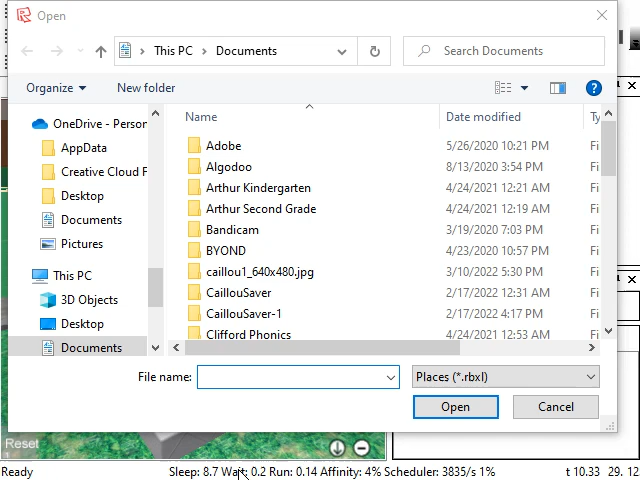 Open
This PC > Documents
Search Documents
Organize
New folder
OneDrive - Person
AppData
Creative Cloud F
Desktop
Documents
Pictures
This PC
3D Objects
Desktop
Documents
Name Date modified Ty
Adobe 5/26/2020 10:21 PM Fi
Algodoo 8/13/2020 3:54 PM Fi
Arthur Kindergarten 4/24/2021 12:21 AM Fi
Arthur Second Grade 4/24/2021 12:19 AM Fi
Bandicam 3/19/2020 7:03 PM Fi
BYOND 4/23/2020 10:57 PM Fi
caillou1_640x480.jpg 3/10/2022 5:30 PM Fi
CaillouSaver 2/17/2022 12:31 AM Fi
CaillouSaver-1 2/17/2022 4:17 PM Fi
Clifford Phonics 4/24/2021 12:53 AM Fi
File name:
Places (*.rbxl)
Open
Cancel
Reset
Ready
Sleep: 8.7 Wait: 0.2 Run: 0.14 Affinity: 4% Scheduler: 3835/s 1%
t 10.33 29. 12